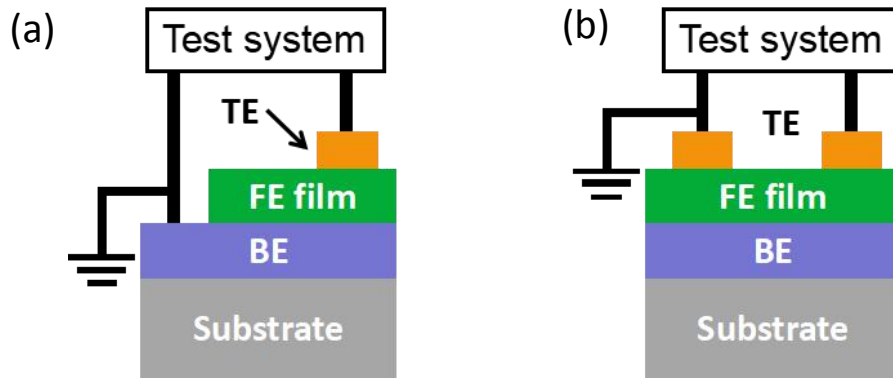 (a)
Test system
TE
FE film
BE
Substrate
(b)
Test system
TE
FE film
BE
Substrate